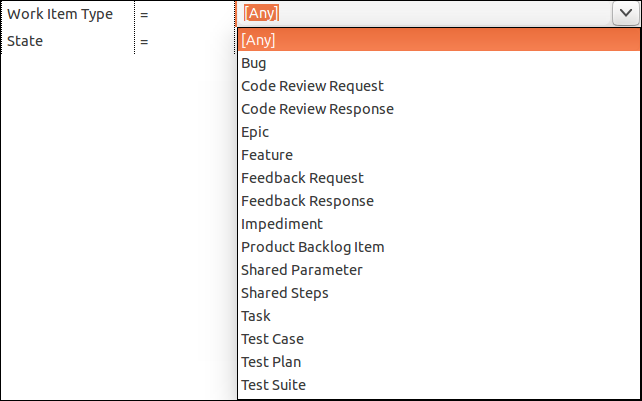 Work Item Type = [Any]
State = [Any]
Bug
Code Review Request
Code Review Response
Epic
Feature
Feedback Request
Feedback Response
Impediment
Product Backlog Item
Shared Parameter
Shared Steps
Task
Test Case
Test Plan
Test Suite